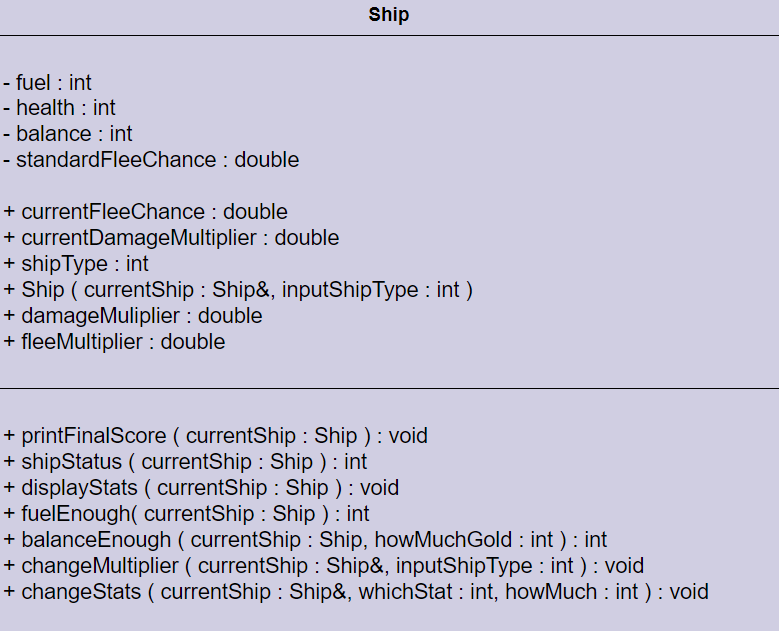 Ship
- fuel : int
- health : int
- balance : int
- standardFleeChance : double
+ currentFleeChance : double
+ currentDamageMultiplier : double
+ shipType : int
+ Ship ( currentShip : Ship&, inputShipType : int )
+ damageMuliplier : double
+ fleeMultiplier : double
+ printFinalScore ( currentShip : Ship ) : void
+ shipStatus ( currentShip : Ship ) : int
+ displayStats ( currentShip : Ship ) : void
+ fuelEnough( currentShip : Ship ) : int
+ balanceEnough ( currentShip : Ship, howMuchGold : int ) : int
+ changeMultiplier ( currentShip : Ship&, inputShipType : int ) : void
+ changeStats ( currentShip : Ship&, whichStat : int, howMuch : int ) : void